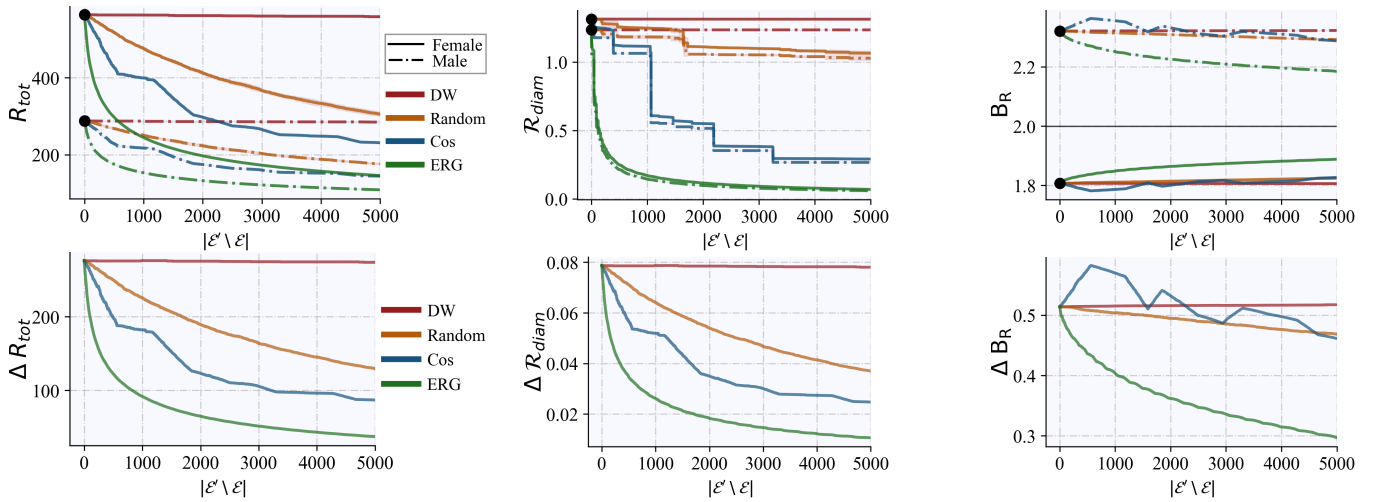 R_tot
400
200
0 1000 2000 3000 4000 5000
|ℰ′ \ ℰ|
Female
Male
DW
Random
Cos
ERG
ℛ_diam
1.0
0.5
0.0
0 1000 2000 3000 4000 5000
|ℰ′ \ ℰ|
B_R
2.2
2.0
1.8
0 1000 2000 3000 4000 5000
|ℰ′ \ ℰ|
Δ R_tot
200
100
0 1000 2000 3000 4000 5000
|ℰ′ \ ℰ|
DW
Random
Cos
ERG
Δ ℛ_diam
0.08
0.06
0.04
0.02
0 1000 2000 3000 4000 5000
|ℰ′ \ ℰ|
Δ B_R
0.5
0.4
0.3
0 1000 2000 3000 4000 5000
|ℰ′ \ ℰ|